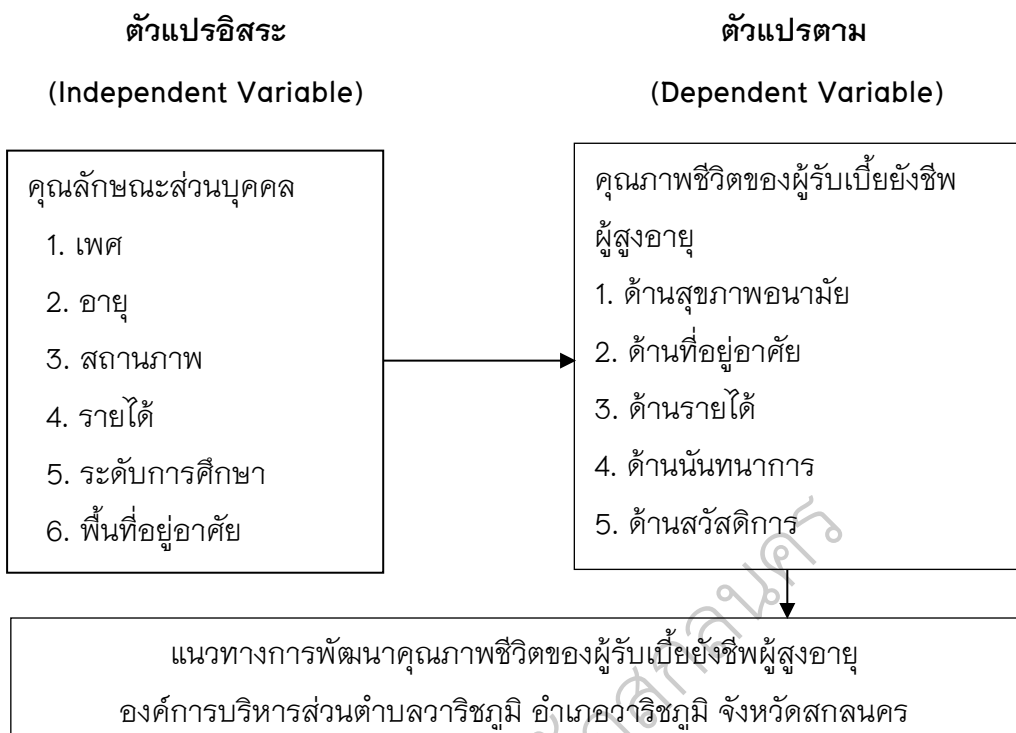 ตัวแปรอิสระ
(Independent Variable)
ตัวแปรตาม
(Dependent Variable)
คุณลักษณะส่วนบุคคล
1. เพศ
2. อายุ
3. สถานภาพ
4. รายได้
5. ระดับการศึกษา
6. พื้นที่อยู่อาศัย
คุณภาพชีวิตของผู้รับเบี้ยยังชีพ
ผู้สูงอายุ
1. ด้านสุขภาพอนามัย
2. ด้านที่อยู่อาศัย
3. ด้านรายได้
4. ด้านนันทนาการ
5. ด้านสวัสดิการ
แนวทางการพัฒนาคุณภาพชีวิตของผู้รับเบี้ยยังชีพผู้สูงอายุ
องค์การบริหารส่วนตำบลวาริชภูมิ อำเภอวาริชภูมิ จังหวัดสกลนคร